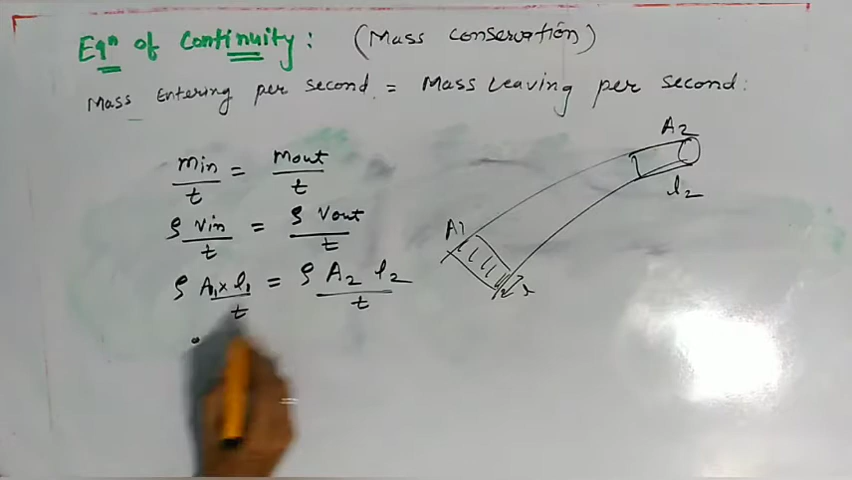 Eqⁿ of Continuity: (Mass conservation)
Mass Entering per second = Mass Leaving per second.
min/t = mout/t
ρ Vin/t = ρ Vout/t
ρ A₁ × l₁/t = ρ A₂ l₂/t
A₂
l₂
A₁